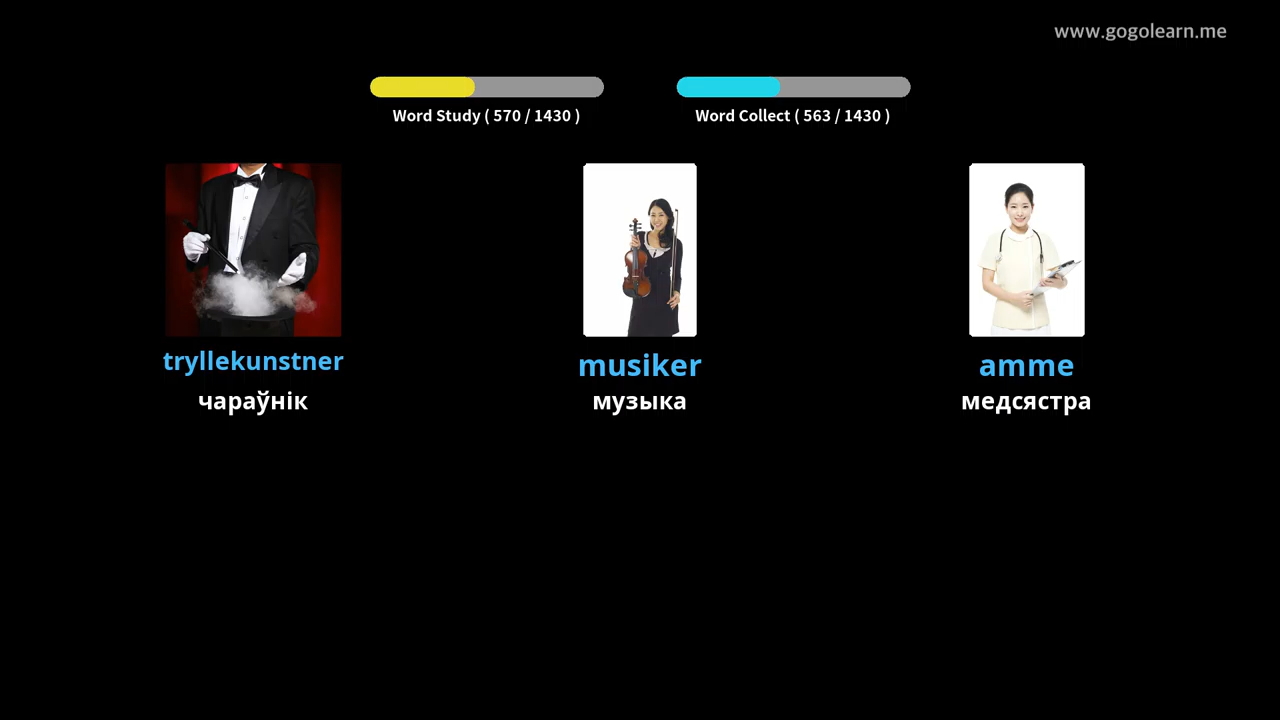 www.gogolearn.me
Word Study ( 570 / 1430 )
Word Collect ( 563 / 1430 )
tryllekunstner
musiker
amme
чараўнік
музыка
медсястра